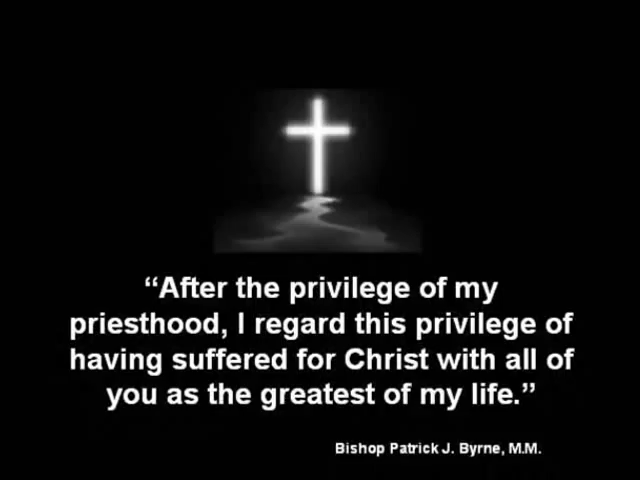 “After the privilege of my
priesthood, I regard this privilege of
having suffered for Christ with all of
you as the greatest of my life.”
Bishop Patrick J. Byrne, M.M.